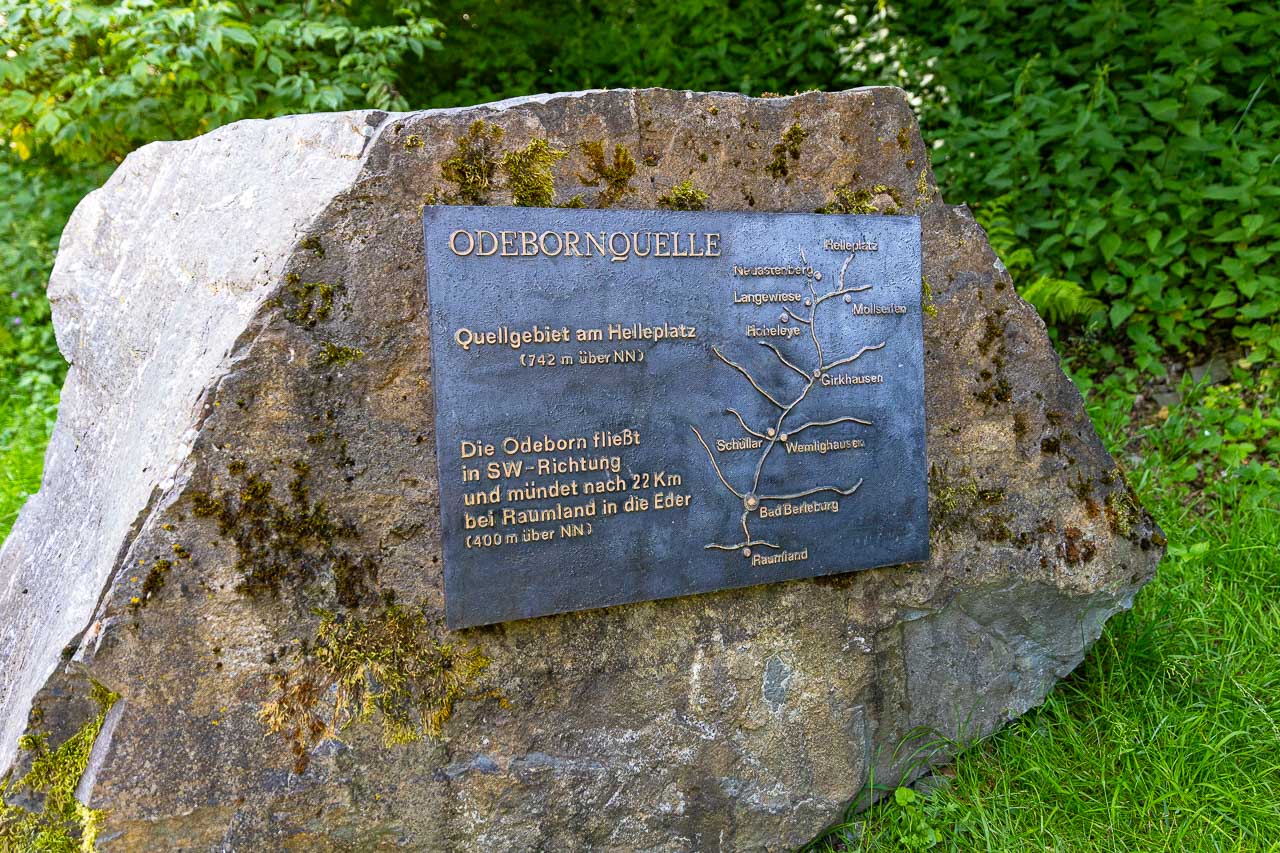 ODEBORNQUELLE
Quellgebiet am Helleplatz
(742 m über NN)
Die Odeborn fließt
in SW-Richtung
und mündet nach 22 Km
bei Raumland in die Eder
(400 m über NN)
Helleplatz
Neuastenberg
Langewiese
Mollseifen
Hoheleye
Girkhausen
Schüllar
Wemlighausen
Bad Berleburg
Raumland